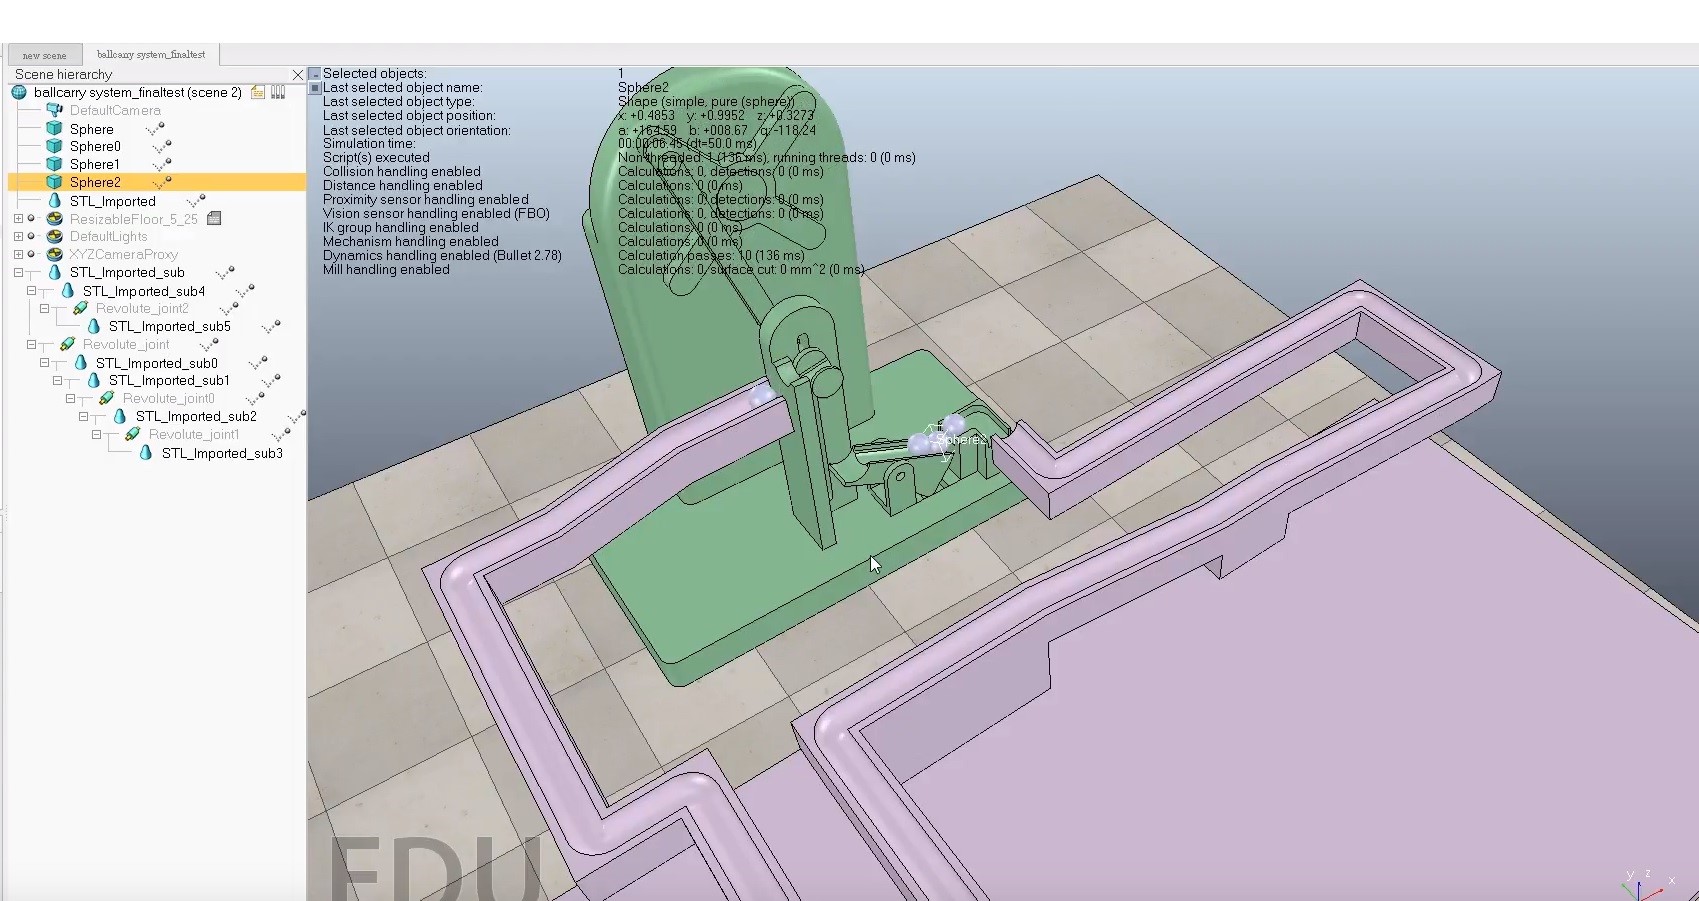 new scene
ballcarry system_finaltest
Scene hierarchy
ballcarry system_finaltest (scene 2)
DefaultCamera
Sphere
Sphere0
Sphere1
Sphere2
STL_Imported
ResizableFloor_5_25
DefaultLights
XYZCameraProxy
STL_Imported_sub
STL_Imported_sub4
Revolute_joint2
STL_Imported_sub5
Revolute_joint
STL_Imported_sub0
STL_Imported_sub1
Revolute_joint0
STL_Imported_sub2
Revolute_joint1
STL_Imported_sub3
Selected objects: 1
Last selected object name: Sphere2
Last selected object type: Shape (simple, pure (sphere))
Last selected object position: x: +0.4853 y: +0.9952 z: +0.3273
Last selected object orientation: a: +164.59 b: +008.67 g: -118.24
Simulation time: 00:00:06.45 (dt=50.0 ms)
Script(s) executed Non-threaded: 1 (136 ms), running threads: 0 (0 ms)
Collision handling enabled Calculations: 0, detections: 0 (0 ms)
Distance handling enabled Calculations: 0 (0 ms)
Proximity sensor handling enabled Calculations: 0, detections: 0 (0 ms)
Vision sensor handling enabled (FBO) Calculations: 0, detections: 0 (0 ms)
IK group handling enabled Calculations: 0 (0 ms)
Mechanism handling enabled Calculations: 0 (0 ms)
Dynamics handling enabled (Bullet 2.78) Calculation passes: 10 (136 ms)
Mill handling enabled Calculations: 0, surface cut: 0 mm^2 (0 ms)
Sphere2
EDU
y z x